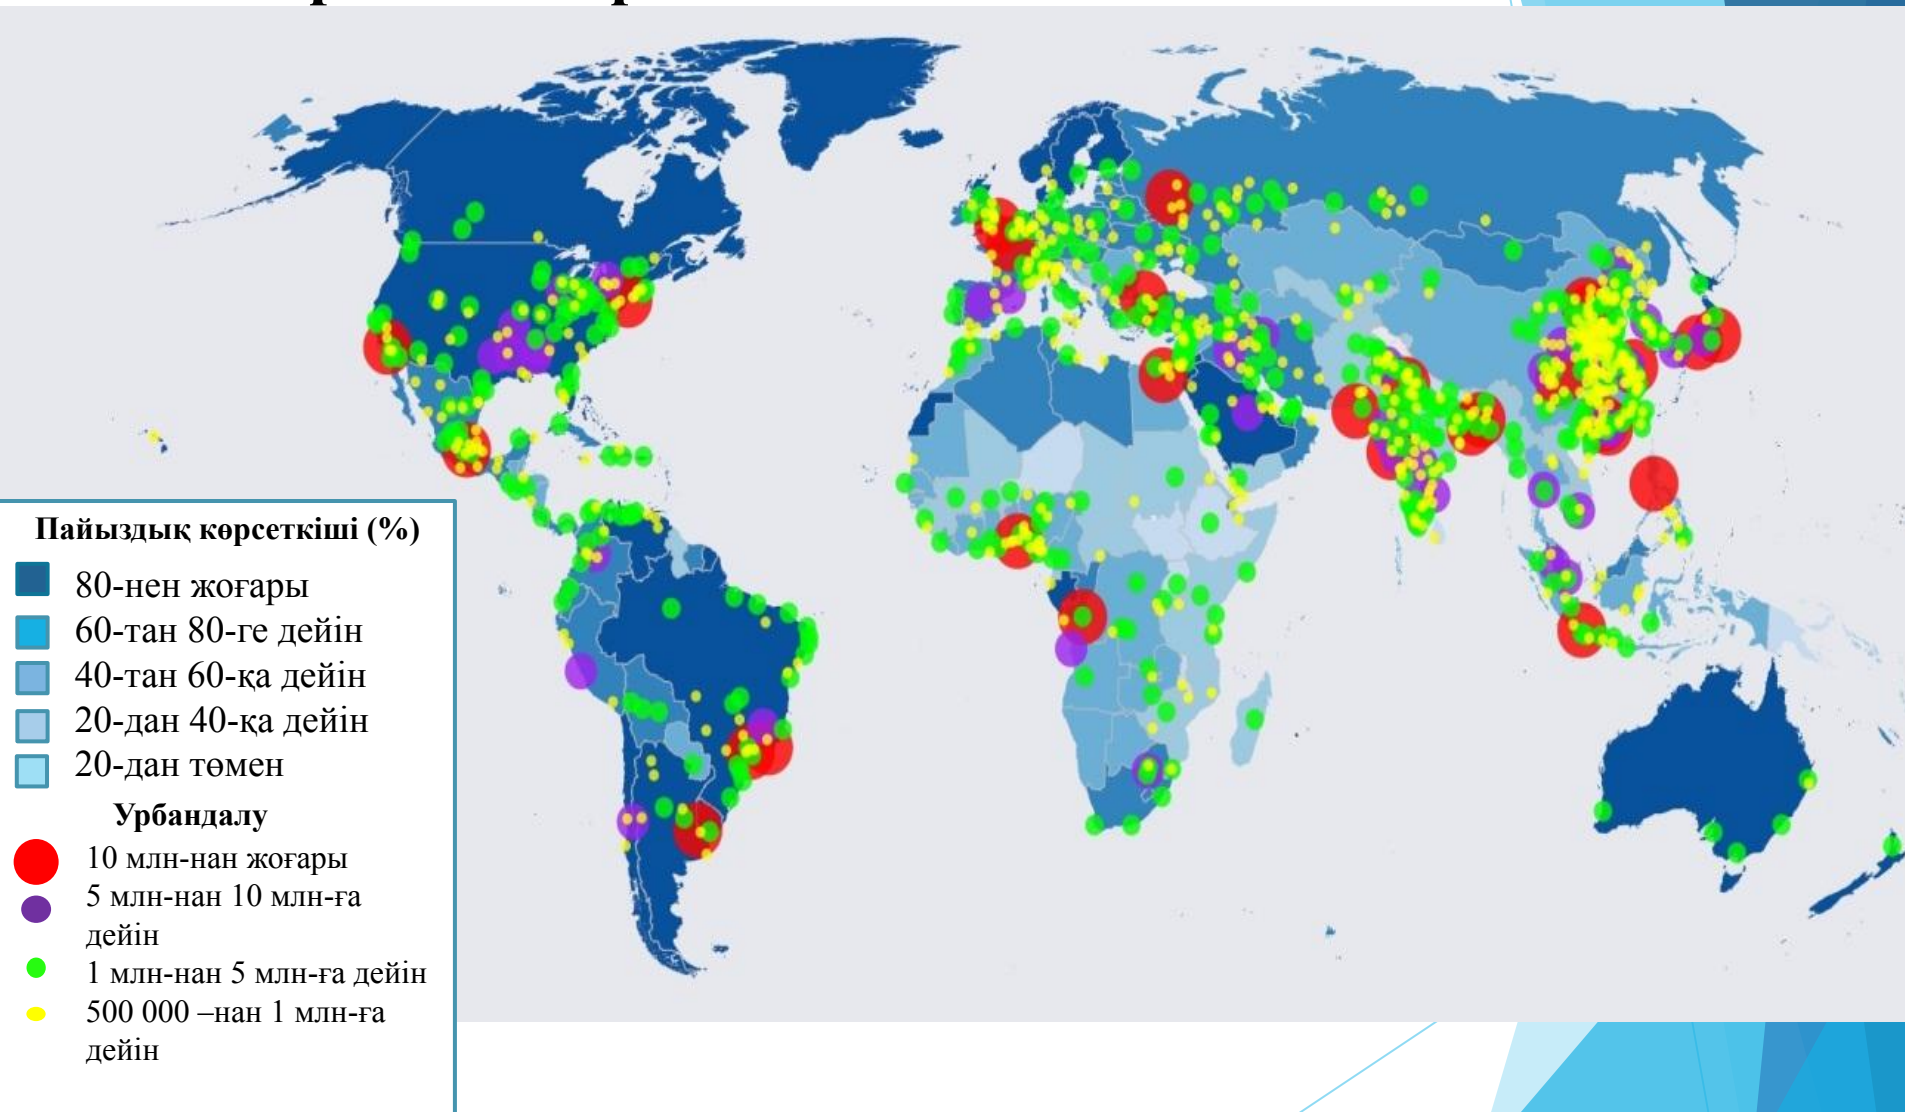 Пайыздық көрсеткіші (%)
80-нен жоғары
60-тан 80-ге дейін
40-тан 60-қа дейін
20-дан 40-қа дейін
20-дан төмен
Урбандалу
10 млн-нан жоғары
5 млн-нан 10 млн-ға
дейін
1 млн-нан 5 млн-ға дейін
500 000 –нан 1 млн-ға
дейін